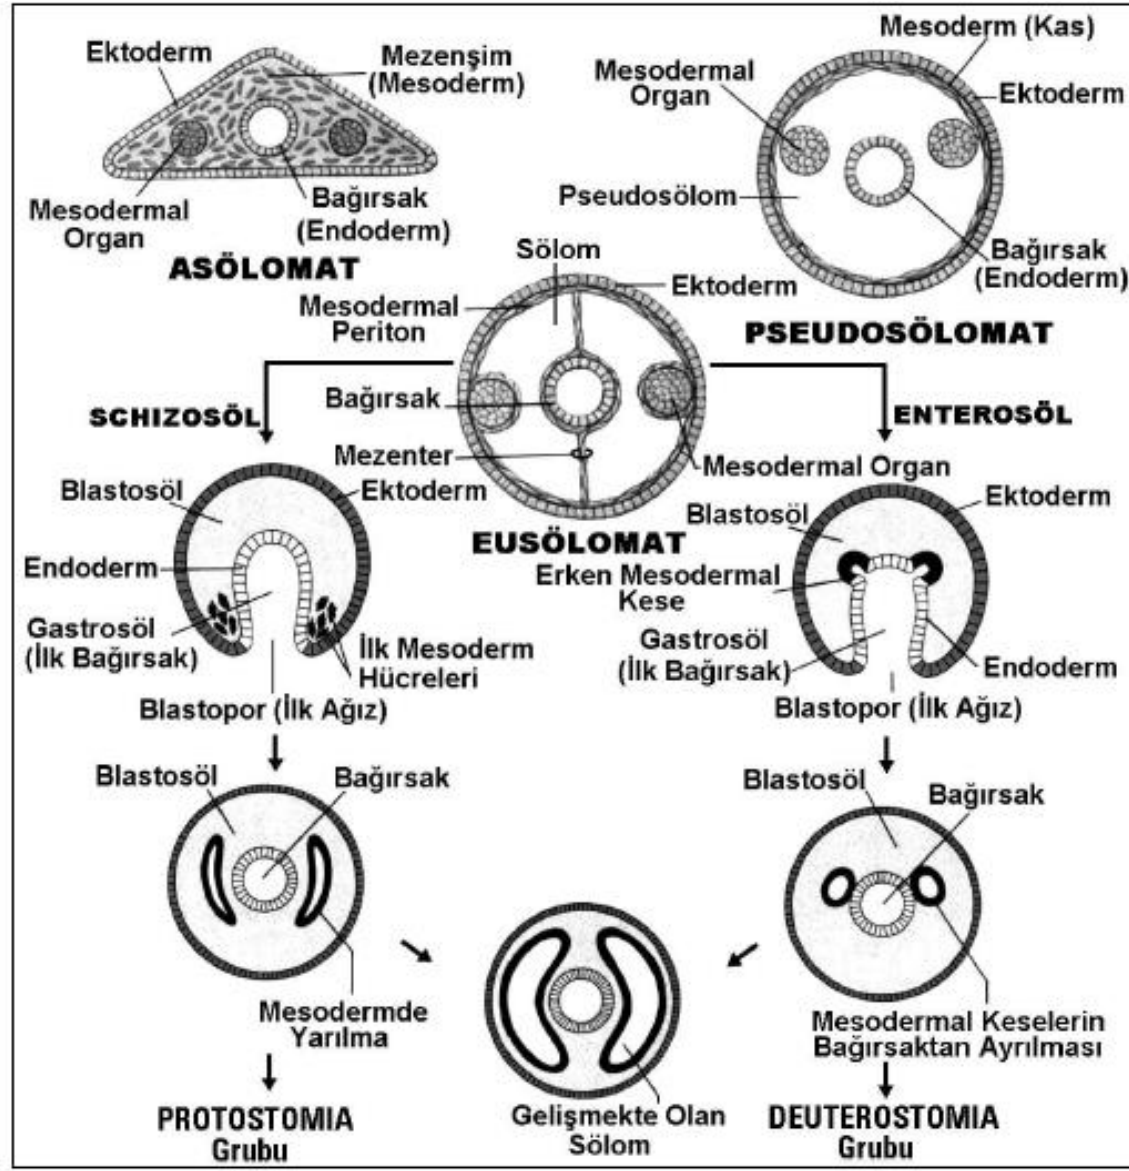 Ektoderm
Mezenşim
(Mesoderm)
Mesodermal
Organ
Bağırsak
(Endoderm)
ASÖLOMAT
Mesoderm (Kas)
Mesodermal
Organ
Ektoderm
Pseudosölom
Bağırsak
(Endoderm)
PSEUDOSÖLOMAT
Sölom
Mesodermal
Periton
Ektoderm
Bağırsak
Mezenter
Mesodermal Organ
EUSÖLOMAT
SCHIZOSÖL
Blastosöl
Ektoderm
Endoderm
Gastrosöl
(İlk Bağırsak)
İlk Mesoderm
Hücreleri
Blastopor (İlk Ağız)
ENTEROSÖL
Blastosöl
Ektoderm
Erken Mesodermal
Kese
Gastrosöl
(İlk Bağırsak)
Endoderm
Blastopor (İlk Ağız)
Blastosöl
Bağırsak
Mesodermde
Yarılma
PROTOSTOMIA
Grubu
Gelişmekte Olan
Sölom
Blastosöl
Bağırsak
Mesodermal Keselerin
Bağırsaktan Ayrılması
DEUTEROSTOMIA
Grubu